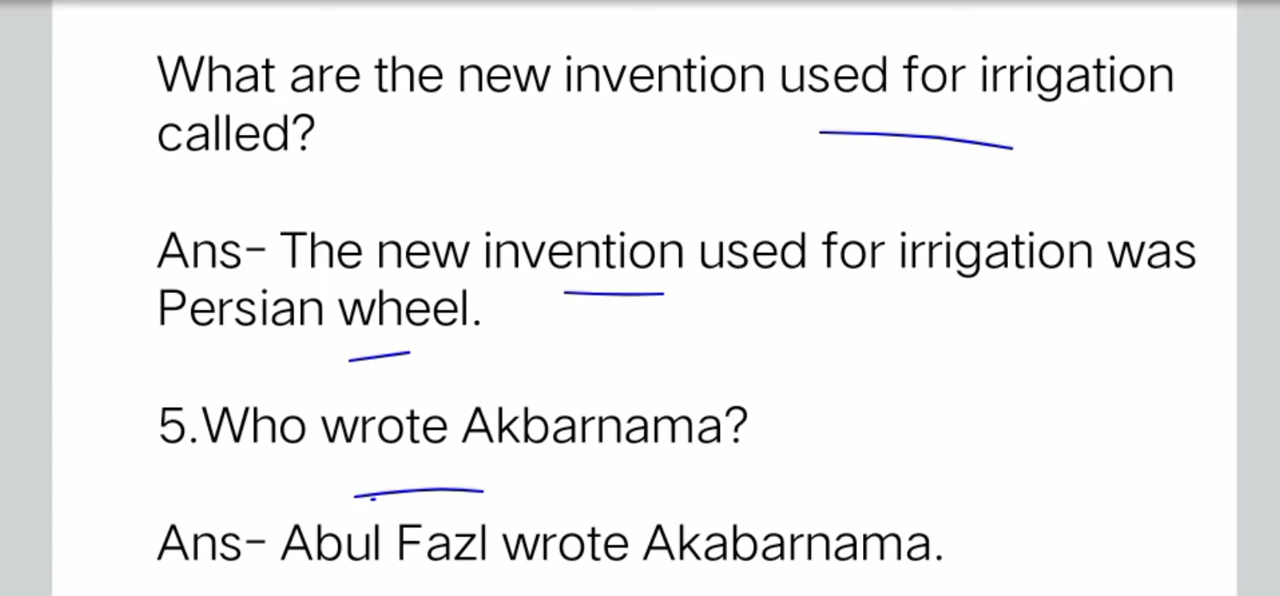 What are the new invention used for irrigation
called?
Ans- The new invention used for irrigation was
Persian wheel.
5.Who wrote Akbarnama?
Ans- Abul Fazl wrote Akabarnama.